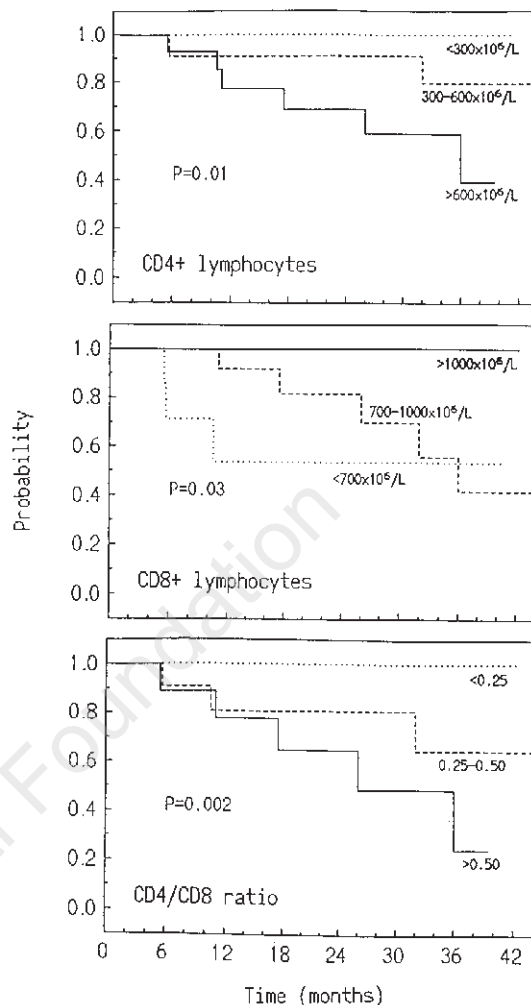 1.0
0.8
0.6
0.4
0.2
0.0
<300x10⁶/L
300-600x10⁶/L
>600x10⁶/L
P=0.01
CD4+ lymphocytes
Probability
1.0
0.8
0.6
0.4
0.2
0.0
>1000x10⁶/L
700-1000x10⁶/L
<700x10⁶/L
P=0.03
CD8+ lymphocytes
1.0
0.8
0.6
0.4
0.2
0.0
<0.25
0.25-0.50
>0.50
P=0.002
CD4/CD8 ratio
0 6 12 18 24 30 36 42
Time (months)
Foundation